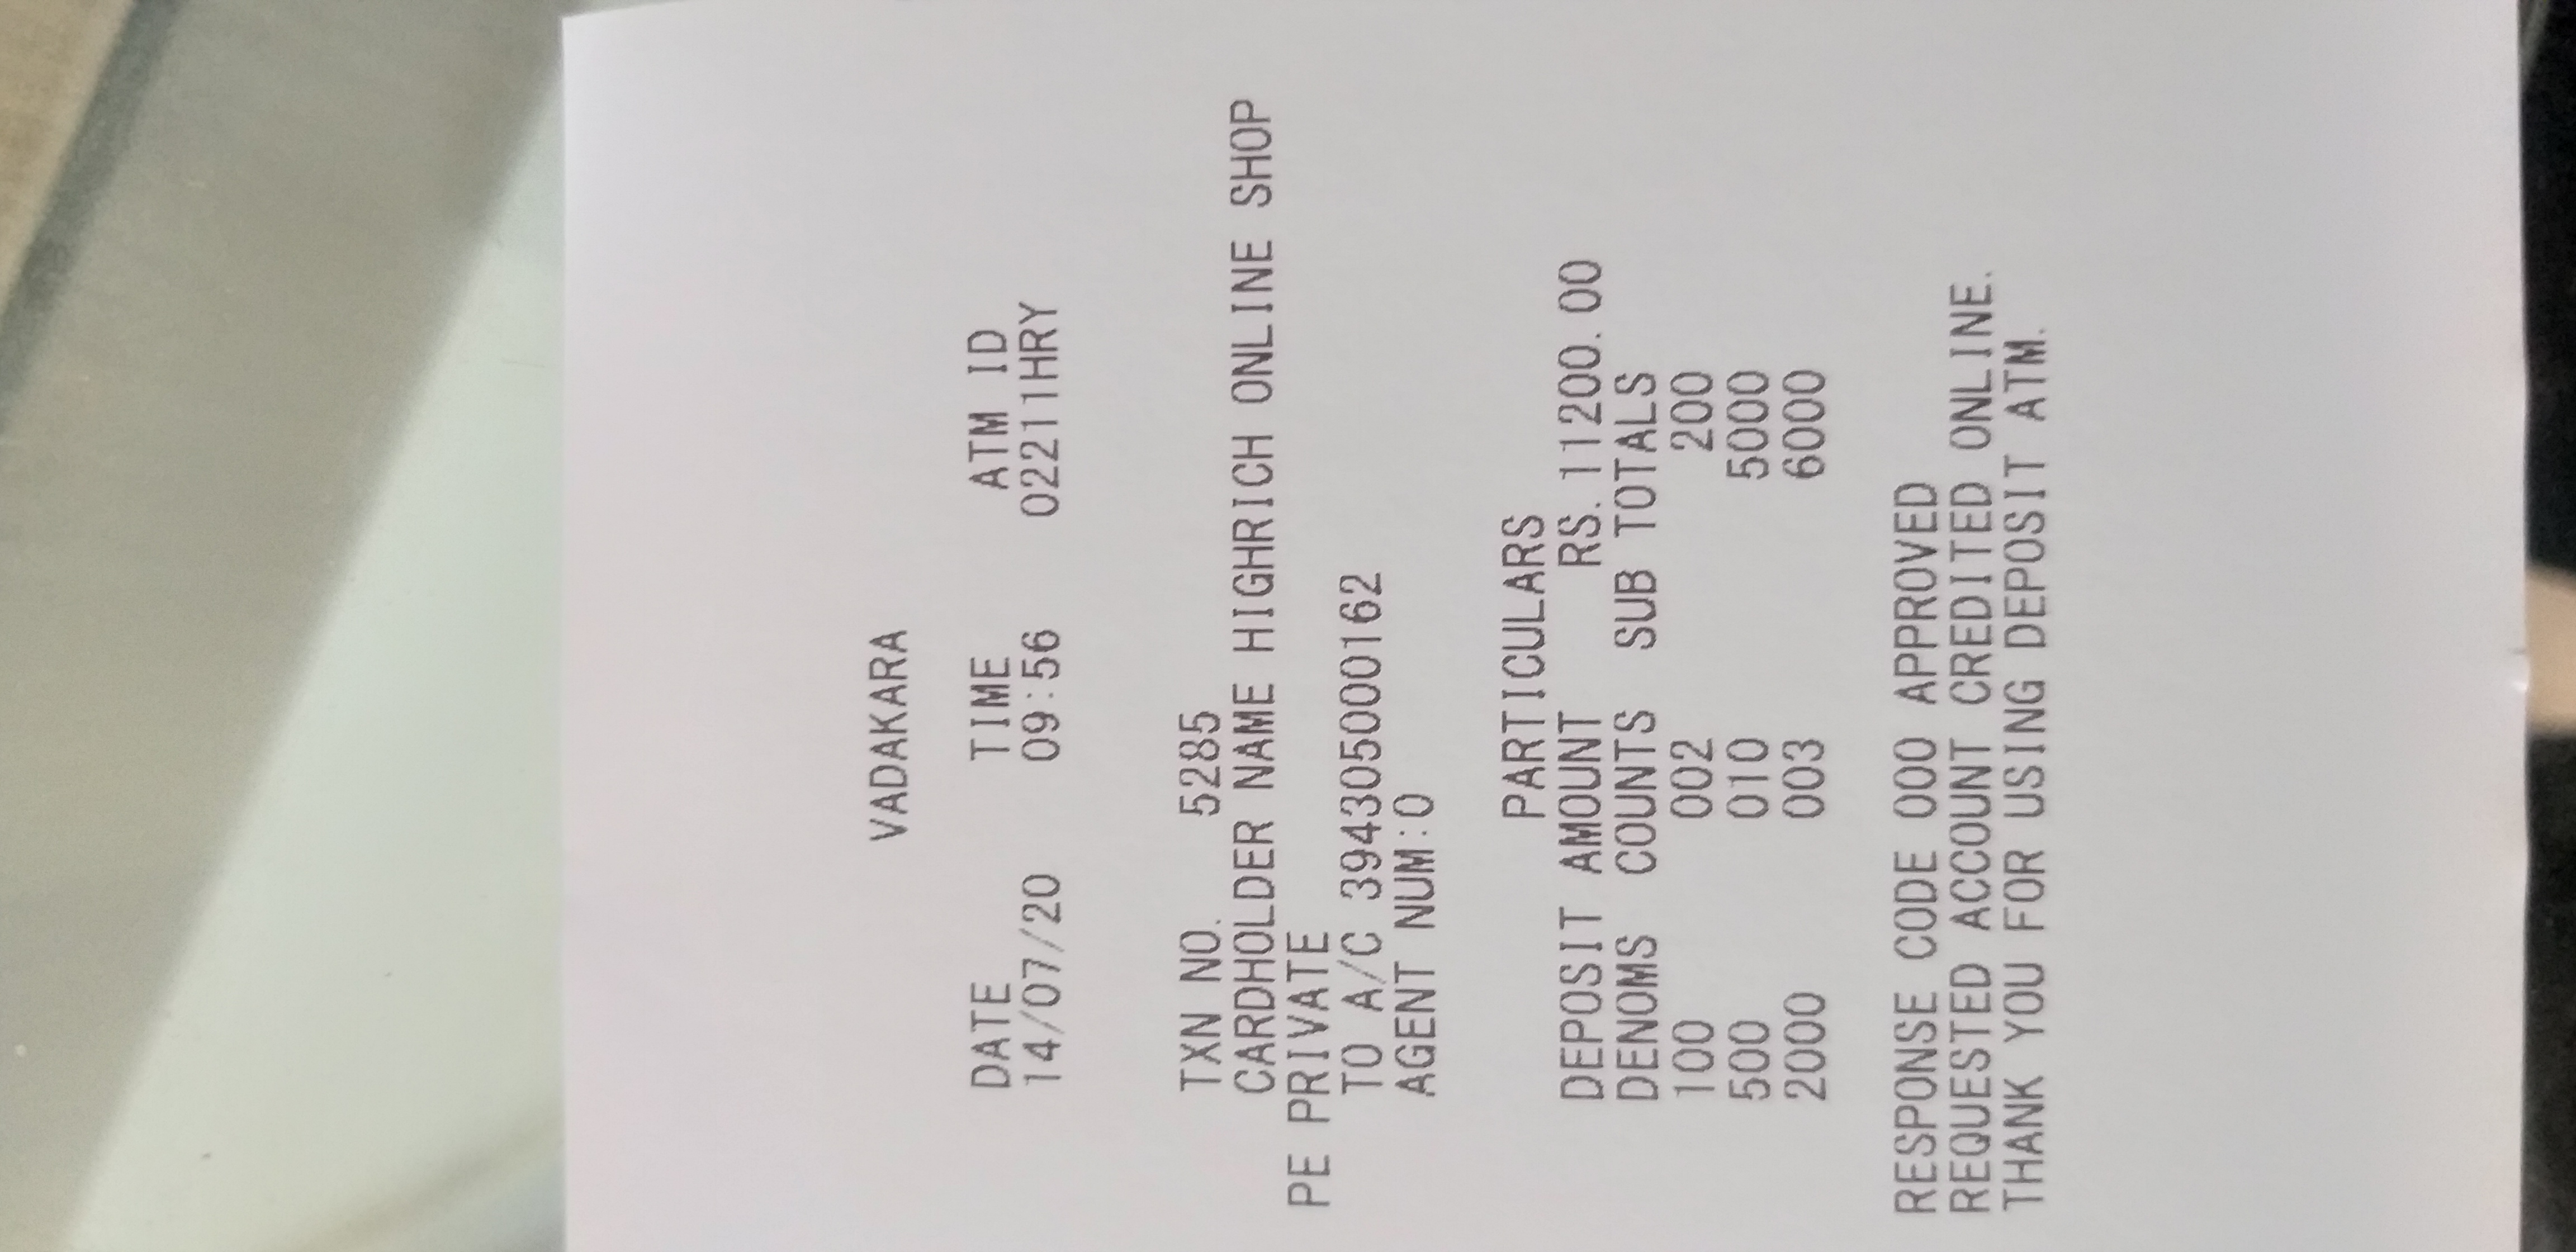 VADAKARA
DATE TIME ATM ID
14/07/20 09:56 02211HRY
TXN NO. 5285
CARDHOLDER NAME HIGHRICH ONLINE SHOP
PE PRIVATE
TO A/C 394305000162
AGENT NUM:0
PARTICULARS
DEPOSIT AMOUNT RS.11200.00
DENOMS COUNTS SUB TOTALS
100 002 200
500 010 5000
2000 003 6000
RESPONSE CODE 000 APPROVED
REQUESTED ACCOUNT CREDITED ONLINE.
THANK YOU FOR USING DEPOSIT ATM.